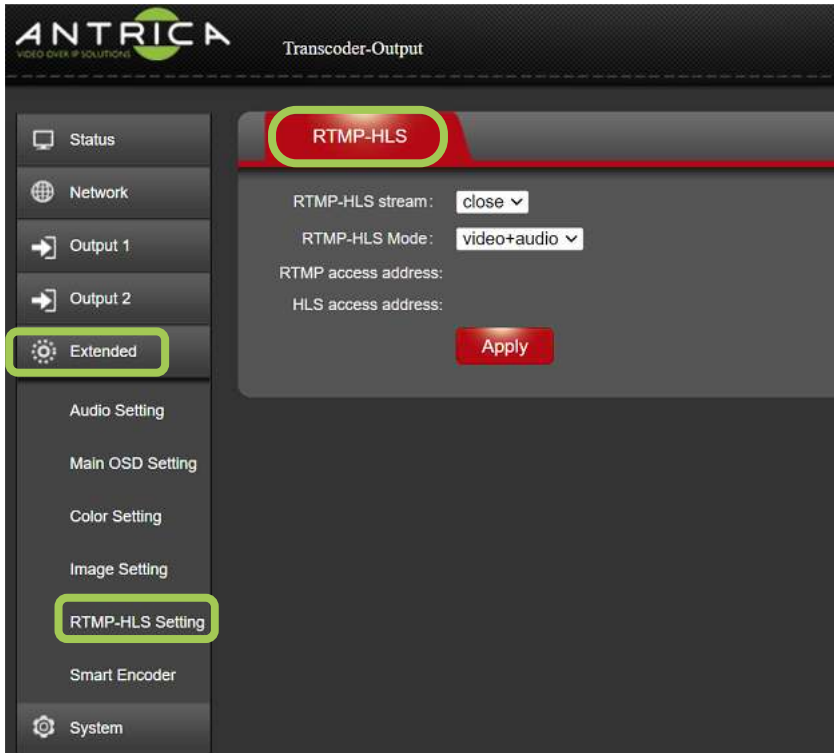 ANTRICA
VIDEO OVER IP SOLUTIONS
Transcoder-Output
Status
Network
Output 1
Output 2
Extended
Audio Setting
Main OSD Setting
Color Setting
Image Setting
RTMP-HLS Setting
Smart Encoder
System
RTMP-HLS
RTMP-HLS stream: close
RTMP-HLS Mode: video+audio
RTMP access address:
HLS access address:
Apply